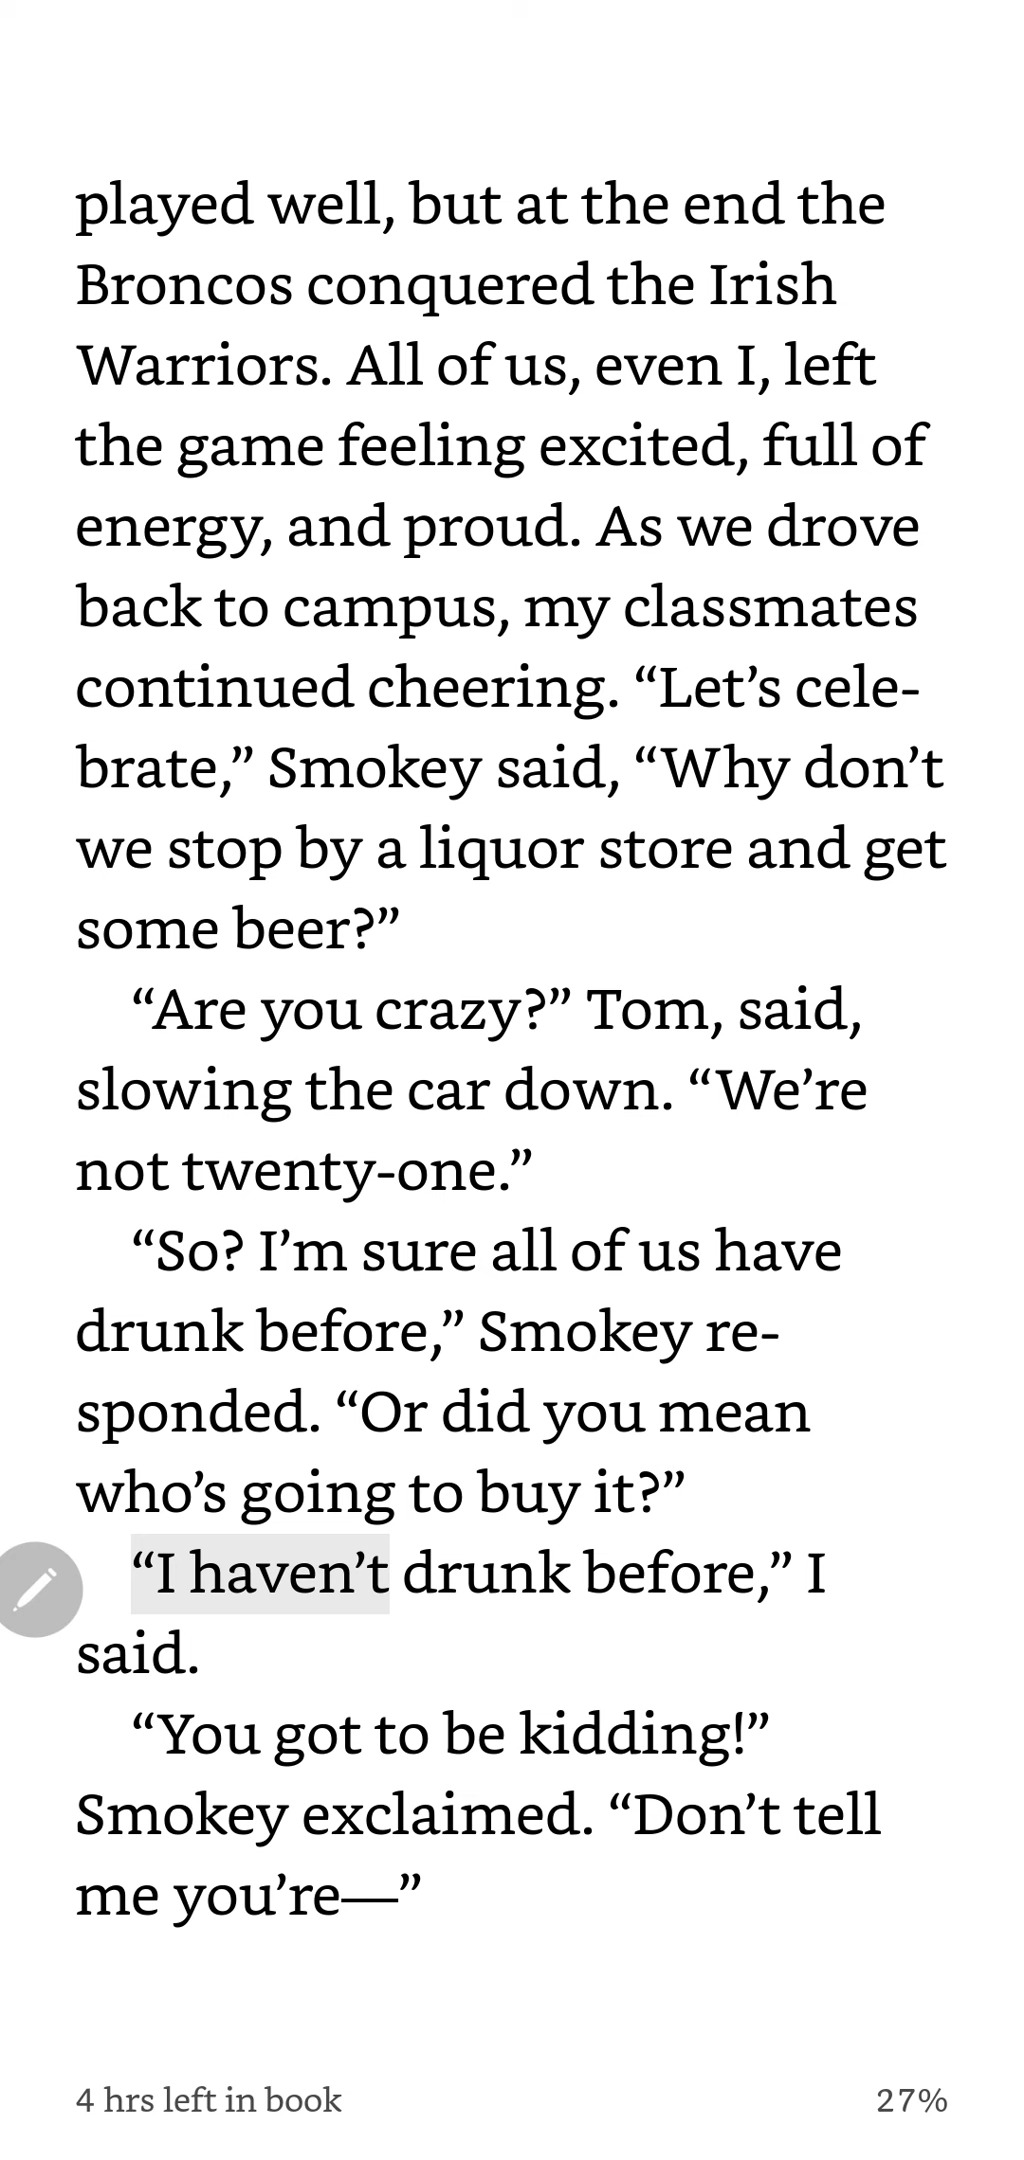 played well, but at the end the
Broncos conquered the Irish
Warriors. All of us, even I, left
the game feeling excited, full of
energy, and proud. As we drove
back to campus, my classmates
continued cheering. “Let’s cele-
brate,” Smokey said, “Why don’t
we stop by a liquor store and get
some beer?”
“Are you crazy?” Tom, said,
slowing the car down. “We’re
not twenty-one.”
“So? I’m sure all of us have
drunk before,” Smokey re-
sponded. “Or did you mean
who’s going to buy it?”
“I haven’t drunk before,” I
said.
“You got to be kidding!”
Smokey exclaimed. “Don’t tell
me you’re—”
4 hrs left in book 27%